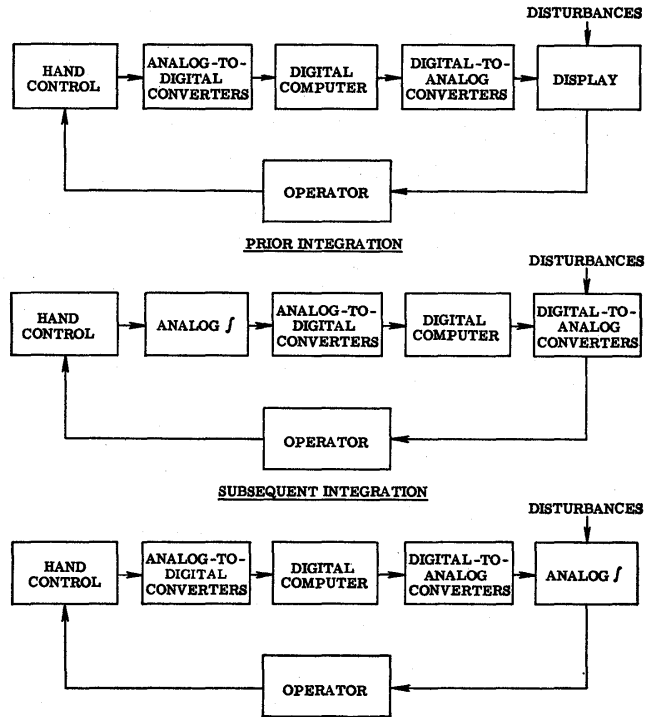 DISTURBANCES
HAND
CONTROL
ANALOG-TO-
DIGITAL
CONVERTERS
DIGITAL
COMPUTER
DIGITAL-TO-
ANALOG
CONVERTERS
DISPLAY
OPERATOR
PRIOR INTEGRATION
DISTURBANCES
HAND
CONTROL
ANALOG ∫
ANALOG-TO-
DIGITAL
CONVERTERS
DIGITAL
COMPUTER
DIGITAL-TO-
ANALOG
CONVERTERS
OPERATOR
SUBSEQUENT INTEGRATION
DISTURBANCES
HAND
CONTROL
ANALOG-TO-
DIGITAL
CONVERTERS
DIGITAL
COMPUTER
DIGITAL-TO-
ANALOG
CONVERTERS
ANALOG ∫
OPERATOR